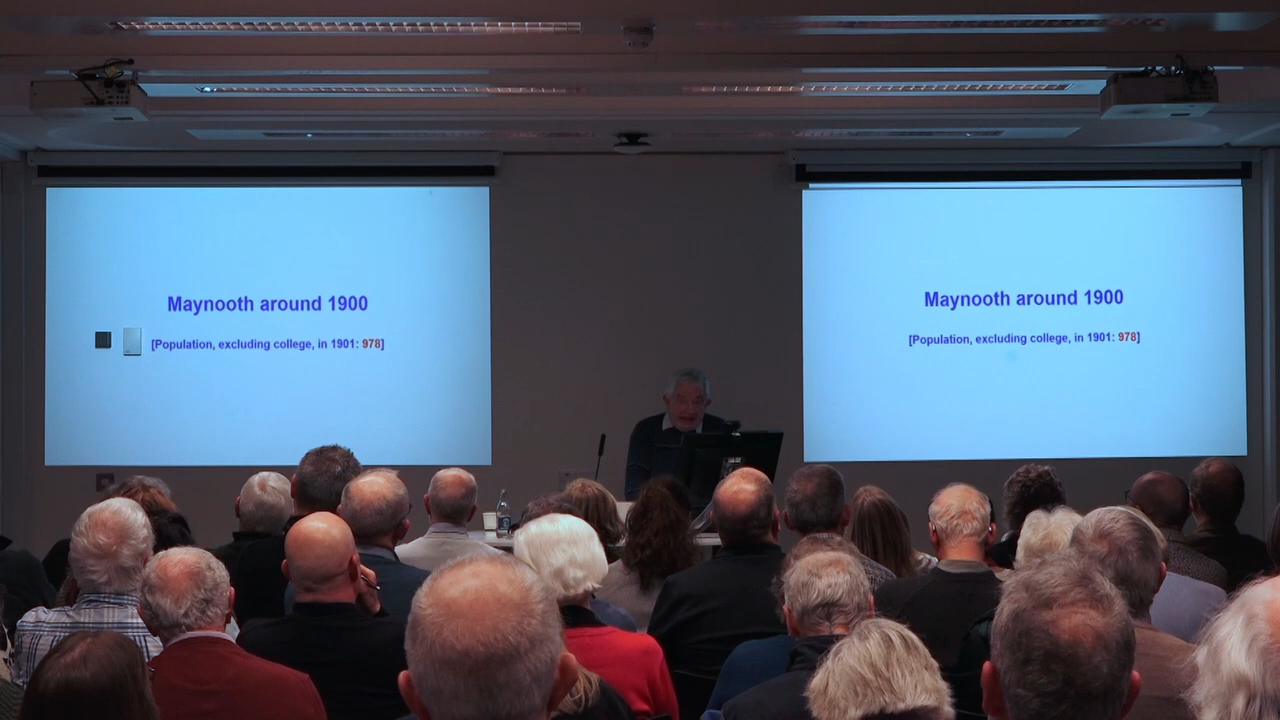 Maynooth around 1900
[Population, excluding college, in 1901: 978]
Maynooth around 1900
[Population, excluding college, in 1901: 978]